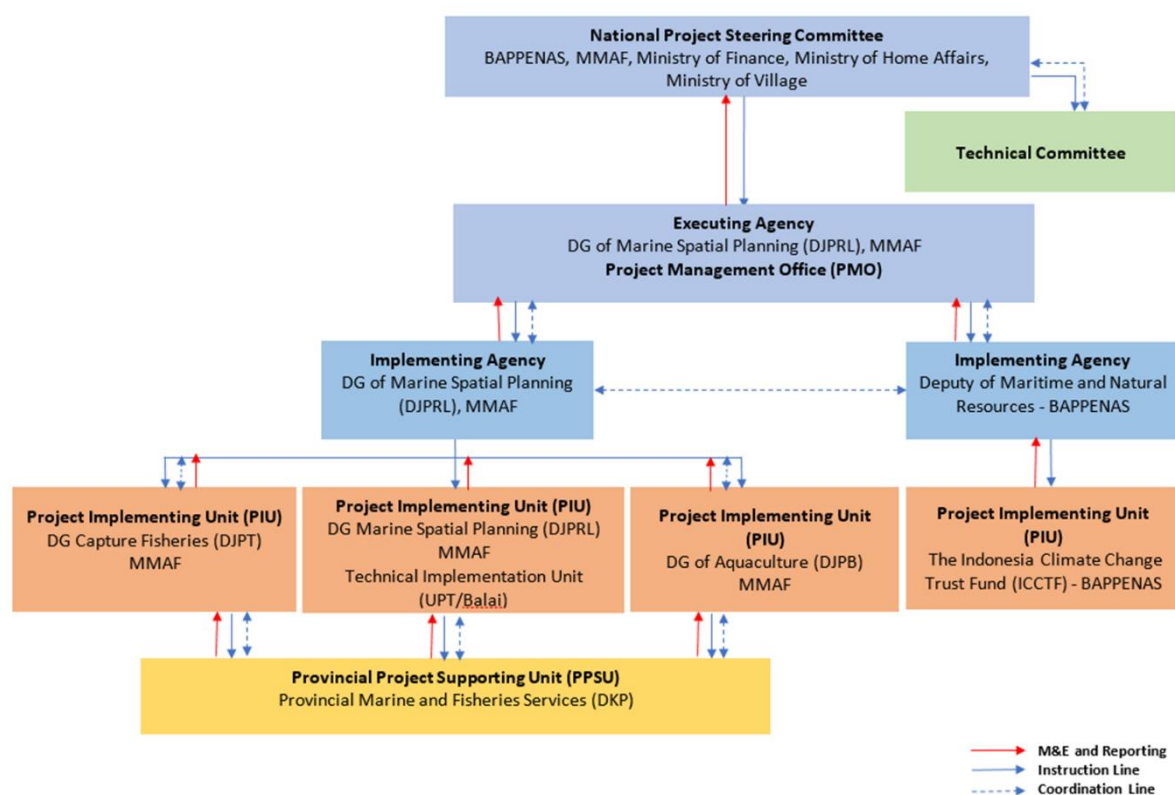 National Project Steering Committee
BAPPENAS, MMAF, Ministry of Finance, Ministry of Home Affairs,
Ministry of Village
Technical Committee
Executing Agency
DG of Marine Spatial Planning (DJPRL), MMAF
Project Management Office (PMO)
Implementing Agency
DG of Marine Spatial Planning
(DJPRL), MMAF
Implementing Agency
Deputy of Maritime and Natural
Resources - BAPPENAS
Project Implementing Unit (PIU)
DG Capture Fisheries (DJPT)
MMAF
Project Implementing Unit (PIU)
DG Marine Spatial Planning (DJPRL)
MMAF
Technical Implementation Unit
(UPT/Balai)
Project Implementing Unit
(PIU)
DG of Aquaculture (DJPB)
MMAF
Project Implementing Unit
(PIU)
The Indonesia Climate Change
Trust Fund (ICCTF) - BAPPENAS
Provincial Project Supporting Unit (PPSU)
Provincial Marine and Fisheries Services (DKP)
M&E and Reporting
Instruction Line
Coordination Line